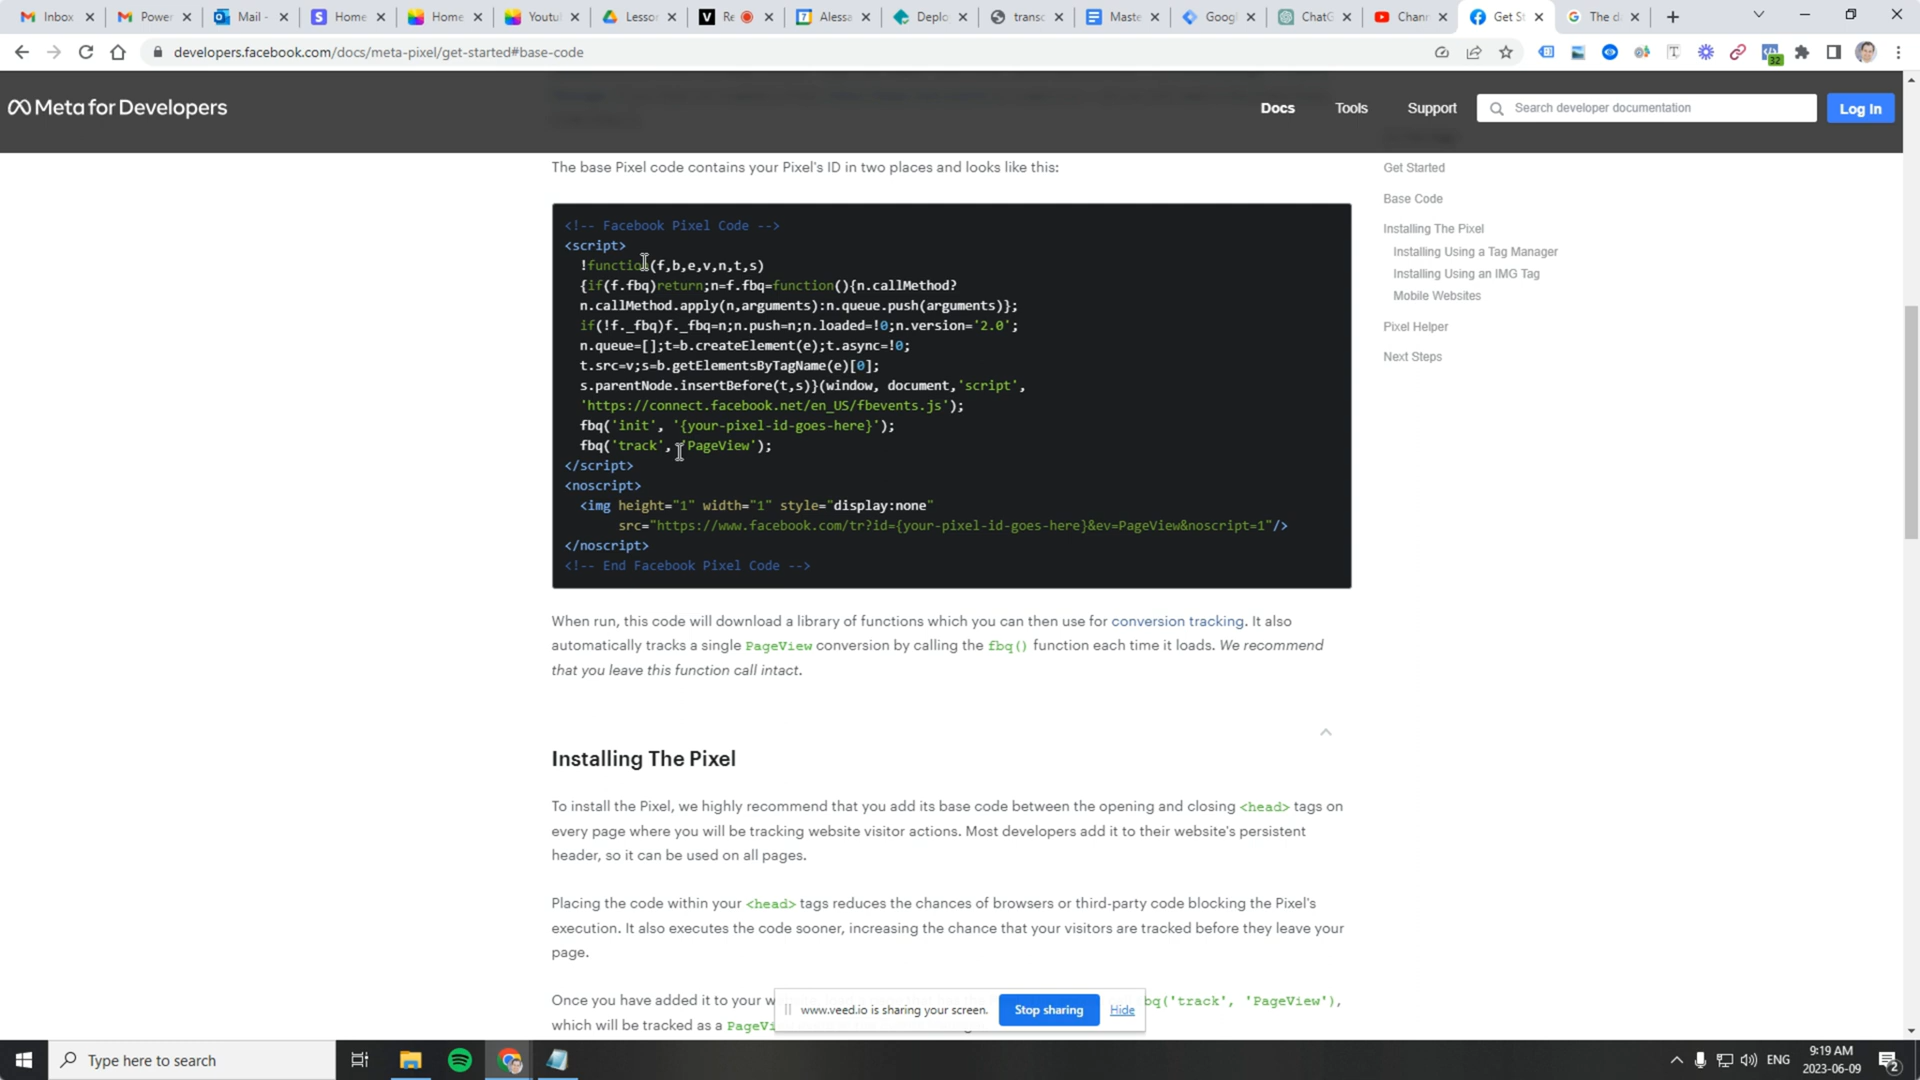 Inbox
Power
Mail -
Home
Home
Youtu
Lessor
Re
Alessa
Deplo
transc
Maste
Googl
ChatG
Chann
Get St
The d
developers.facebook.com/docs/meta-pixel/get-started#base-code
32
Meta for Developers
Docs
Tools
Support
Search developer documentation
Log In
The base Pixel code contains your Pixel's ID in two places and looks like this:
<!-- Facebook Pixel Code -->
<script>
!function(f,b,e,v,n,t,s)
{if(f.fbq)return;n=f.fbq=function(){n.callMethod?
n.callMethod.apply(n,arguments):n.queue.push(arguments)};
if(!f._fbq)f._fbq=n;n.push=n;n.loaded=!0;n.version='2.0';
n.queue=[];t=b.createElement(e);t.async=!0;
t.src=v;s=b.getElementsByTagName(e)[0];
s.parentNode.insertBefore(t,s)}(window, document,'script',
'https://connect.facebook.net/en_US/fbevents.js');
fbq('init', '{your-pixel-id-goes-here}');
fbq('track', 'PageView');
</script>
<noscript>
<img height="1" width="1" style="display:none"
src="https://www.facebook.com/tr?id={your-pixel-id-goes-here}&ev=PageView&noscript=1"/>
</noscript>
<!-- End Facebook Pixel Code -->
When run, this code will download a library of functions which you can then use for conversion tracking. It also
automatically tracks a single PageView conversion by calling the fbq() function each time it loads. We recommend
that you leave this function call intact.
Installing The Pixel
To install the Pixel, we highly recommend that you add its base code between the opening and closing <head> tags on
every page where you will be tracking website visitor actions. Most developers add it to their website's persistent
header, so it can be used on all pages.
Placing the code within your <head> tags reduces the chances of browsers or third-party code blocking the Pixel's
execution. It also executes the code sooner, increasing the chance that your visitors are tracked before they leave your
page.
Once you have added it to your w
bq('track', 'PageView'),
which will be tracked as a PageVi
Get Started
Base Code
Installing The Pixel
Installing Using a Tag Manager
Installing Using an IMG Tag
Mobile Websites
Pixel Helper
Next Steps
www.veed.io is sharing your screen.
Stop sharing
Hide
Type here to search
ENG
9:19 AM
2023-06-09
2